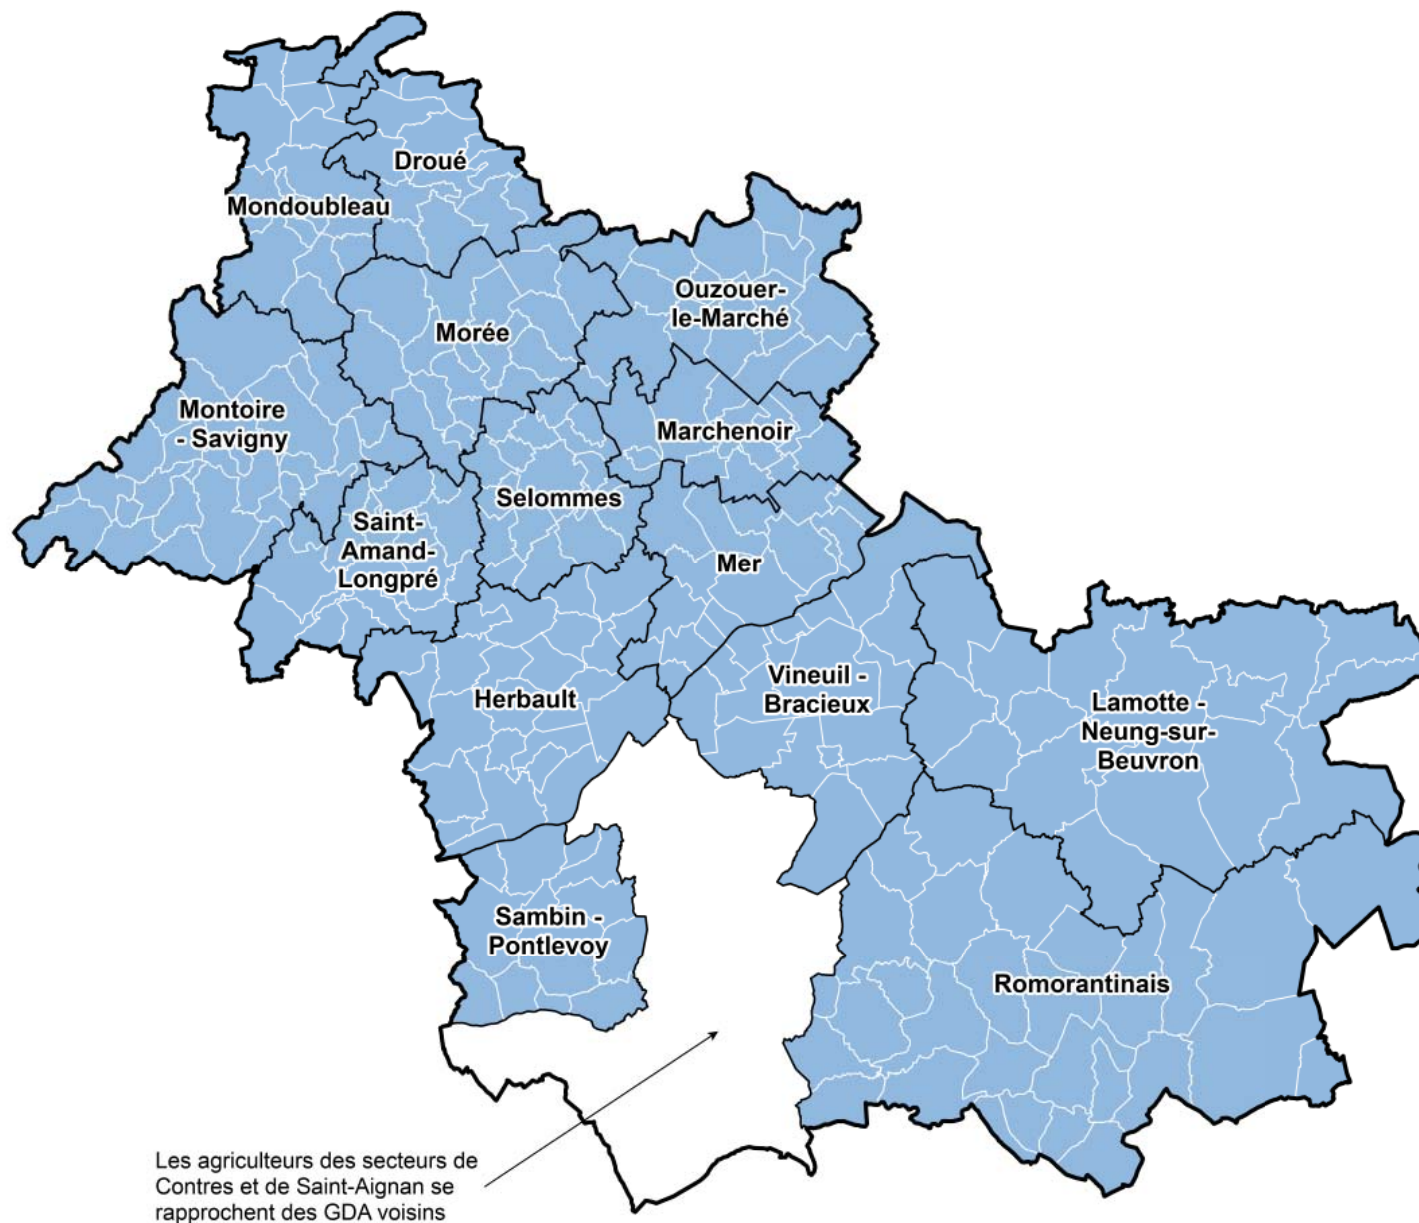 Droué
Mondoubleau
Ouzouer-
le-Marché
Morée
Montoire
- Savigny
Marchenoir
Selommes
Saint-
Amand-
Longpré
Mer
Vineuil -
Bracieux
Herbault
Lamotte -
Neung-sur-
Beuvron
Sambin -
Pontlevoy
Romorantinais
Les agriculteurs des secteurs de
Contres et de Saint-Aignan se
rapprochent des GDA voisins